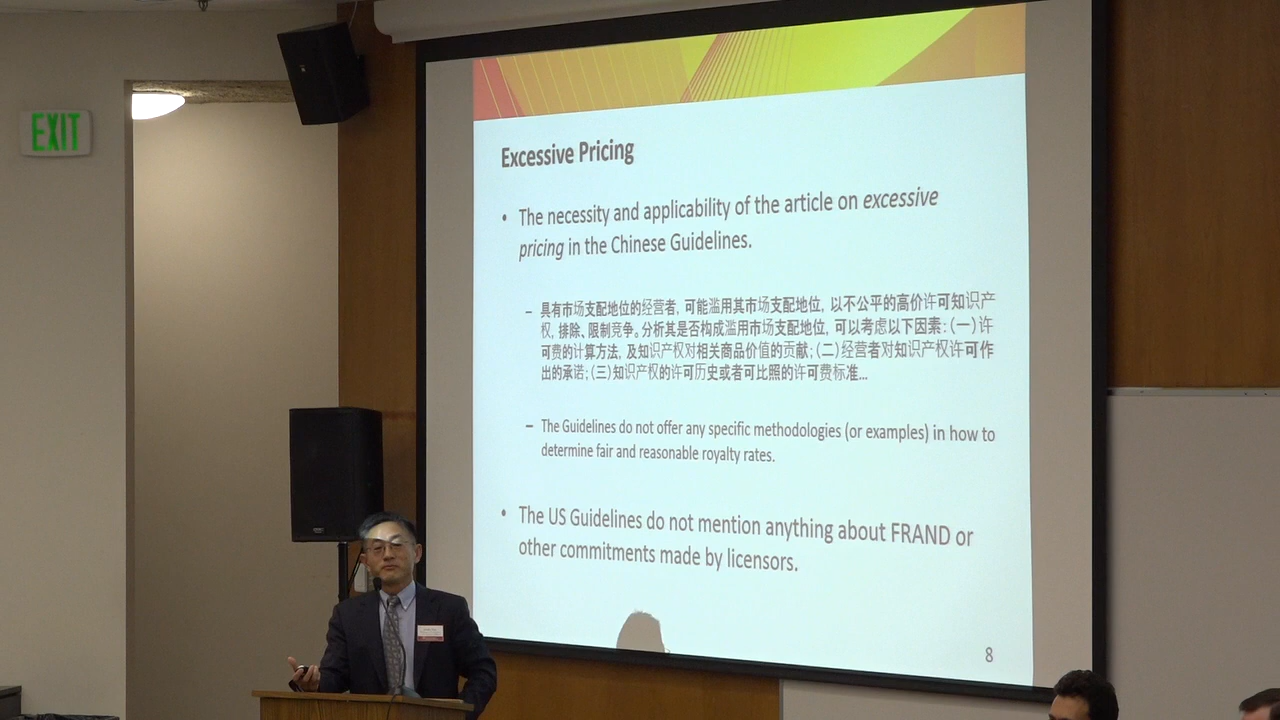 EXIT
Excessive Pricing
• The necessity and applicability of the article on excessive
pricing in the Chinese Guidelines.
– 具有市场支配地位的经营者, 可能滥用其市场支配地位, 以不公平的高价许可知识产
权, 排除、限制竞争。分析其是否构成滥用市场支配地位, 可以考虑以下因素:(一)许
可费的计算方法, 及知识产权对相关商品价值的贡献;(二)经营者对知识产权许可作
出的承诺;(三)知识产权的许可历史或者可比照的许可费标准...
– The Guidelines do not offer any specific methodologies (or examples) in how to
determine fair and reasonable royalty rates.
• The US Guidelines do not mention anything about FRAND or
other commitments made by licensors.
8